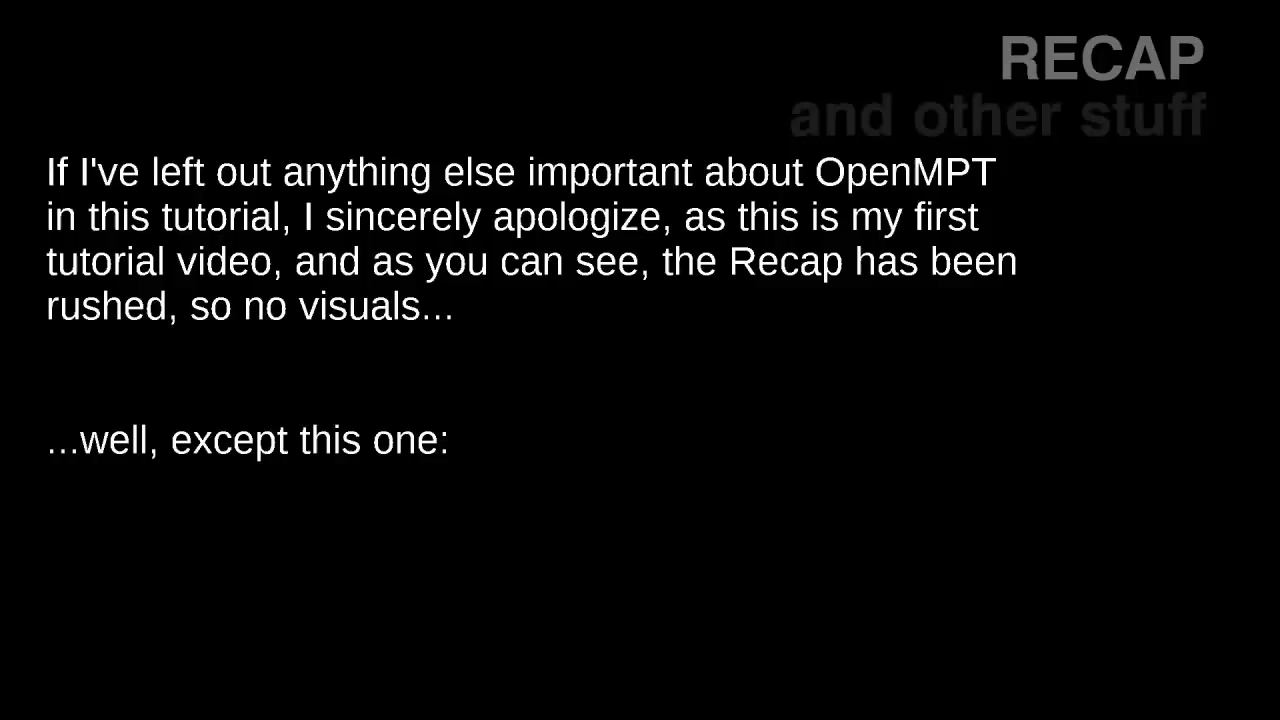 RECAP
and other stuff
If I've left out anything else important about OpenMPT
in this tutorial, I sincerely apologize, as this is my first
tutorial video, and as you can see, the Recap has been
rushed, so no visuals...
...well, except this one: